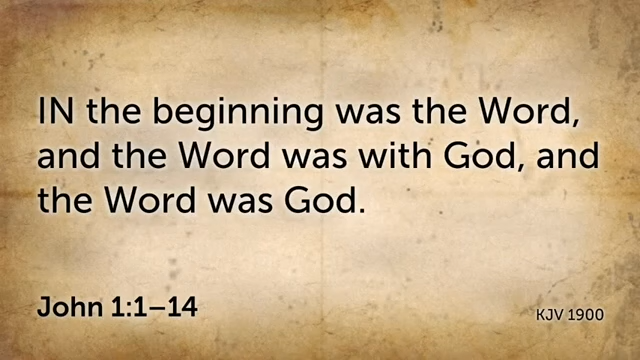 IN the beginning was the Word,
and the Word was with God, and
the Word was God.
John 1:1–14
KJV 1900